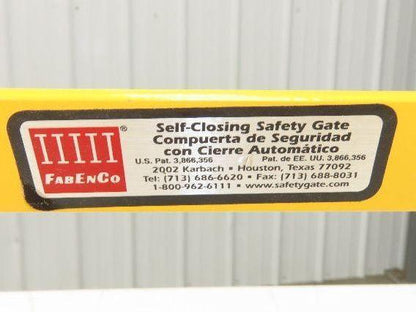 ®
FABENCO
Self-Closing Safety Gate
Compuerta de Seguridad
con Cierre Automático
U.S. Pat. 3,866,356 Pat. de EE. UU. 3,866,356
2002 Karbach • Houston, Texas 77092
Tel: (713) 686-6620 • Fax: (713) 688-8031
1-800-962-6111 • www.safetygate.com